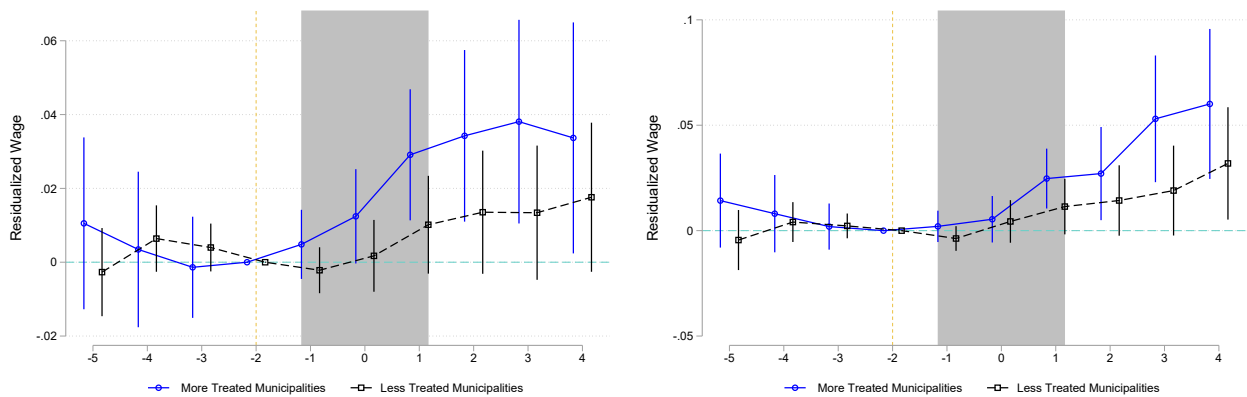 Residualized Wage
.06
.04
.02
0
-.02
-5 -4 -3 -2 -1 0 1 2 3 4
More Treated Municipalities Less Treated Municipalities
Residualized Wage
.1
.05
0
-.05
-5 -4 -3 -2 -1 0 1 2 3 4
More Treated Municipalities Less Treated Municipalities